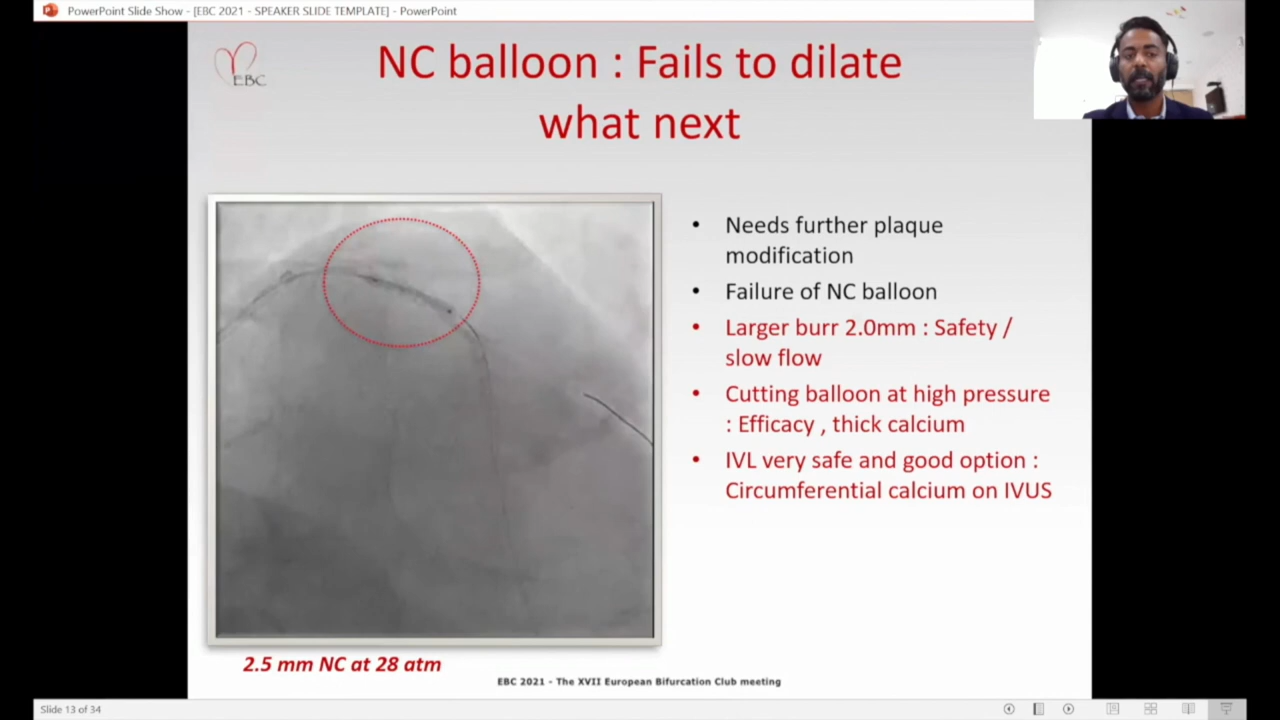 PowerPoint Slide Show - [EBC 2021 - SPEAKER SLIDE TEMPLATE] - PowerPoint
EBC
NC balloon : Fails to dilate
what next
• Needs further plaque
modification
• Failure of NC balloon
• Larger burr 2.0mm : Safety /
slow flow
• Cutting balloon at high pressure
: Efficacy , thick calcium
• IVL very safe and good option :
Circumferential calcium on IVUS
2.5 mm NC at 28 atm
EBC 2021 - The XVII European Bifurcation Club meeting
Slide 13 of 34